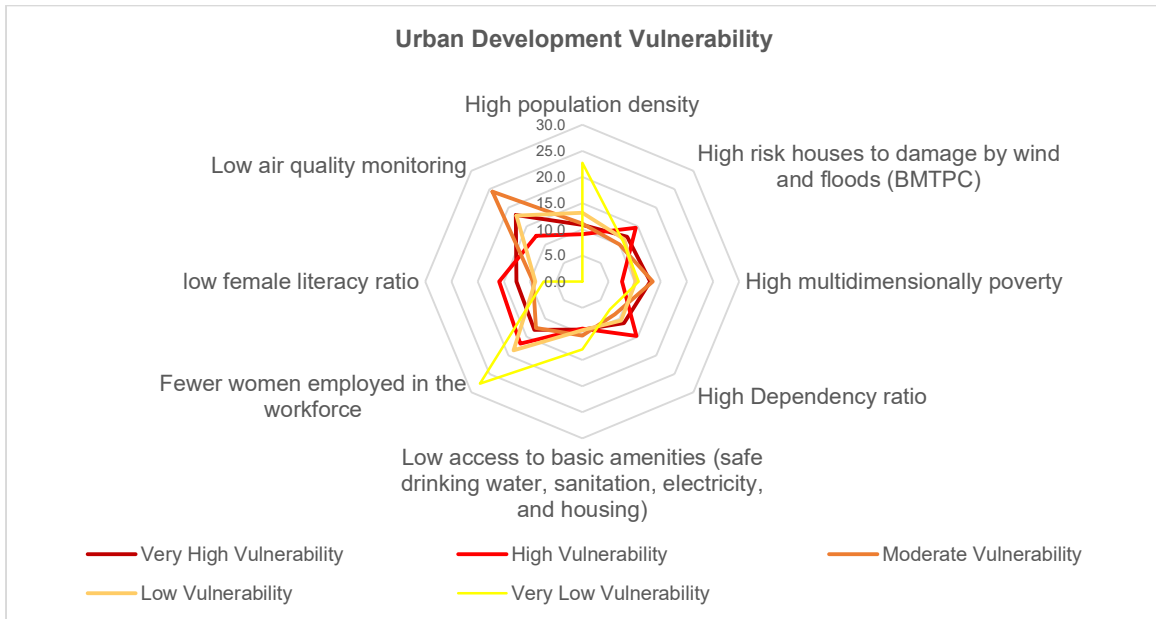 Urban Development Vulnerability
High population density
30.0
25.0
20.0
15.0
10.0
5.0
0.0
High risk houses to damage by wind
and floods (BMTPC)
High multidimensionally poverty
High Dependency ratio
Low access to basic amenities (safe
drinking water, sanitation, electricity,
and housing)
Fewer women employed in the
workforce
low female literacy ratio
Low air quality monitoring
Very High Vulnerability
High Vulnerability
Moderate Vulnerability
Low Vulnerability
Very Low Vulnerability